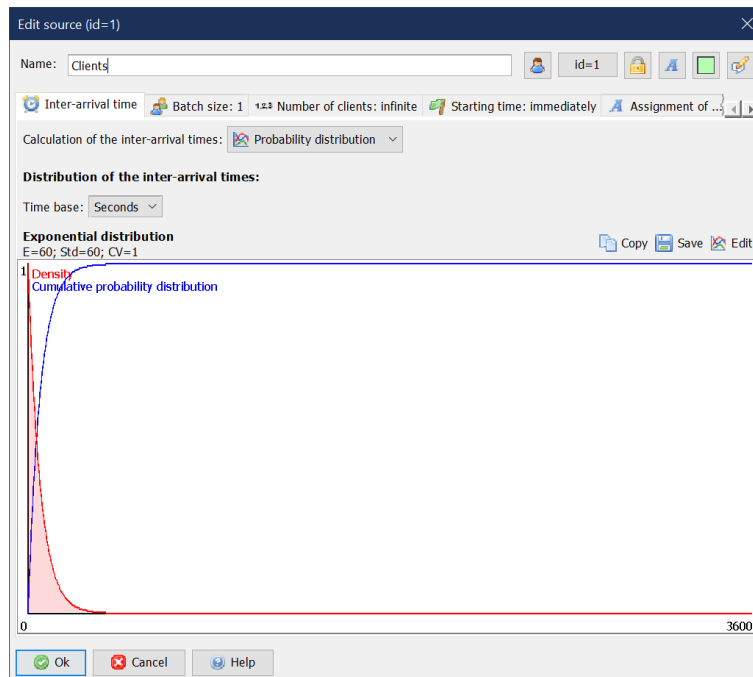 Edit source (id=1)
Name: Clients id=1 A
Inter-arrival time Batch size: 1 1,2,3 Number of clients: infinite Starting time: immediately A Assignment of ...
Calculation of the inter-arrival times: Probability distribution
Distribution of the inter-arrival times:
Time base: Seconds
Exponential distribution Copy Save Edit
E=60; Std=60; CV=1
1 Density
Cumulative probability distribution
0 3600
Ok Cancel Help